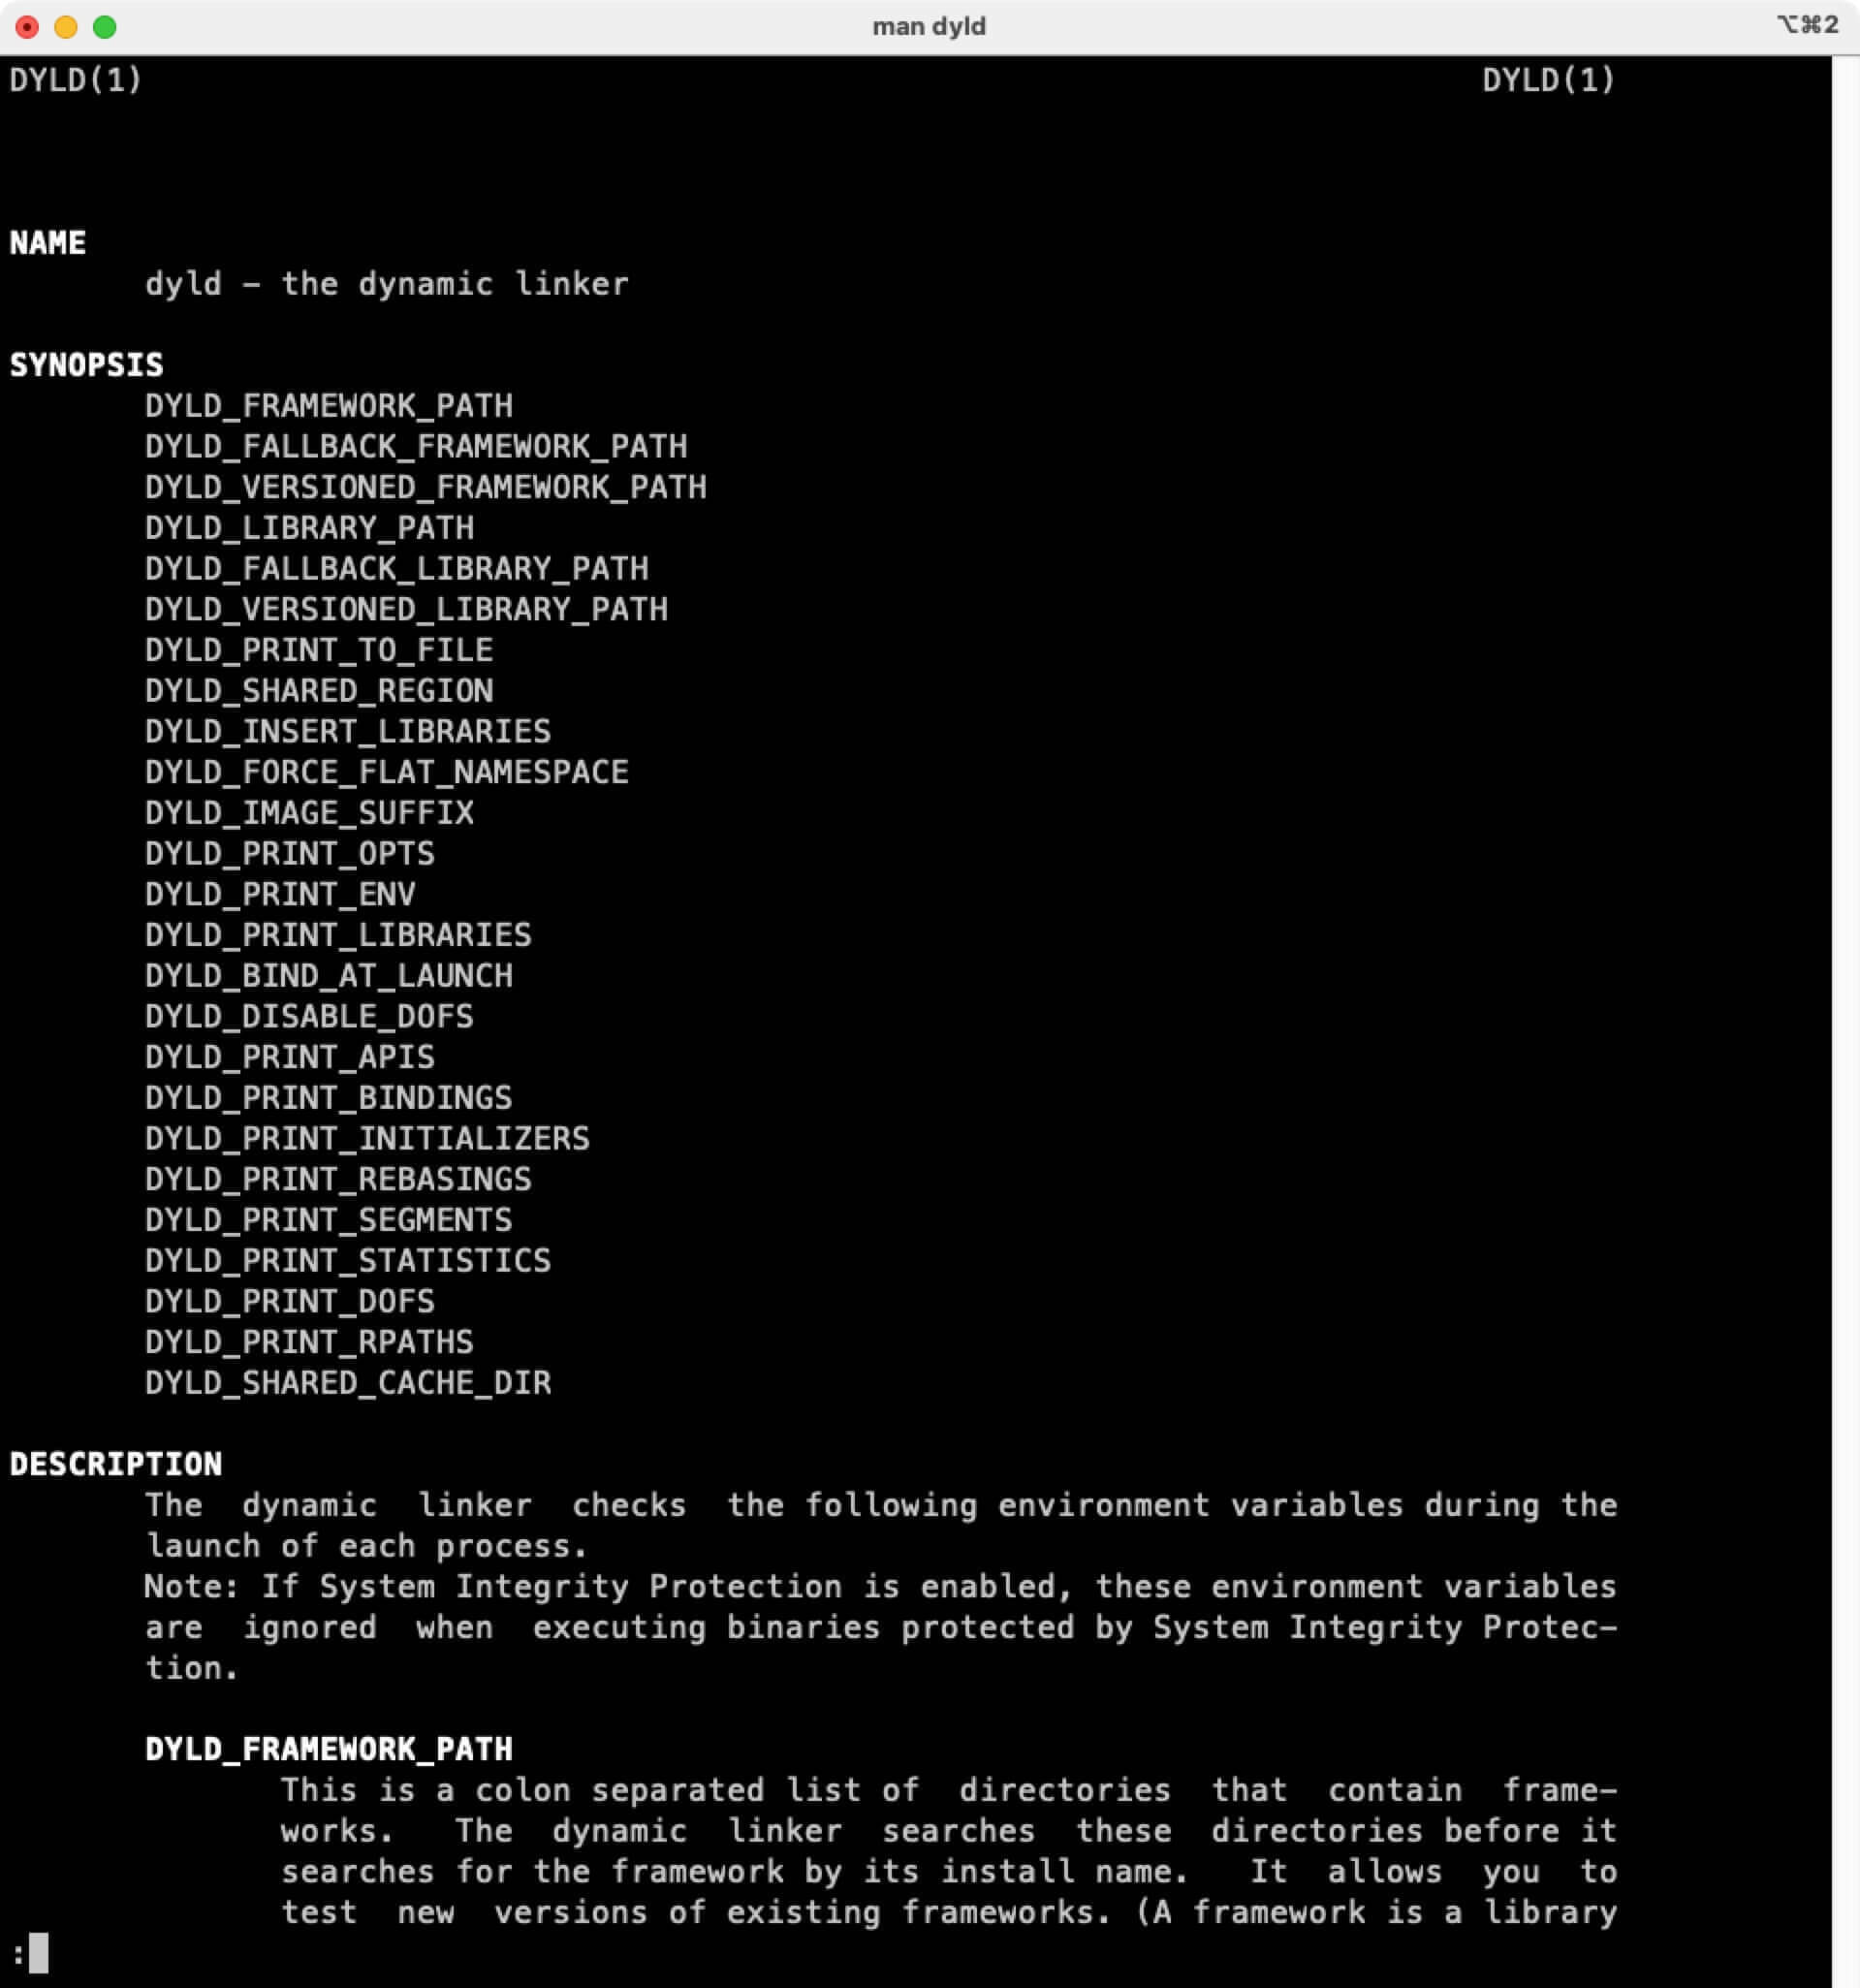 man dyld
⌥⌘2
DYLD(1) DYLD(1)
NAME
dyld - the dynamic linker
SYNOPSIS
DYLD_FRAMEWORK_PATH
DYLD_FALLBACK_FRAMEWORK_PATH
DYLD_VERSIONED_FRAMEWORK_PATH
DYLD_LIBRARY_PATH
DYLD_FALLBACK_LIBRARY_PATH
DYLD_VERSIONED_LIBRARY_PATH
DYLD_PRINT_TO_FILE
DYLD_SHARED_REGION
DYLD_INSERT_LIBRARIES
DYLD_FORCE_FLAT_NAMESPACE
DYLD_IMAGE_SUFFIX
DYLD_PRINT_OPTS
DYLD_PRINT_ENV
DYLD_PRINT_LIBRARIES
DYLD_BIND_AT_LAUNCH
DYLD_DISABLE_DOFS
DYLD_PRINT_APIS
DYLD_PRINT_BINDINGS
DYLD_PRINT_INITIALIZERS
DYLD_PRINT_REBASINGS
DYLD_PRINT_SEGMENTS
DYLD_PRINT_STATISTICS
DYLD_PRINT_DOFS
DYLD_PRINT_RPATHS
DYLD_SHARED_CACHE_DIR
DESCRIPTION
The dynamic linker checks the following environment variables during the
launch of each process.
Note: If System Integrity Protection is enabled, these environment variables
are ignored when executing binaries protected by System Integrity Protec-
tion.
DYLD_FRAMEWORK_PATH
This is a colon separated list of directories that contain frame-
works. The dynamic linker searches these directories before it
searches for the framework by its install name. It allows you to
test new versions of existing frameworks. (A framework is a library
: